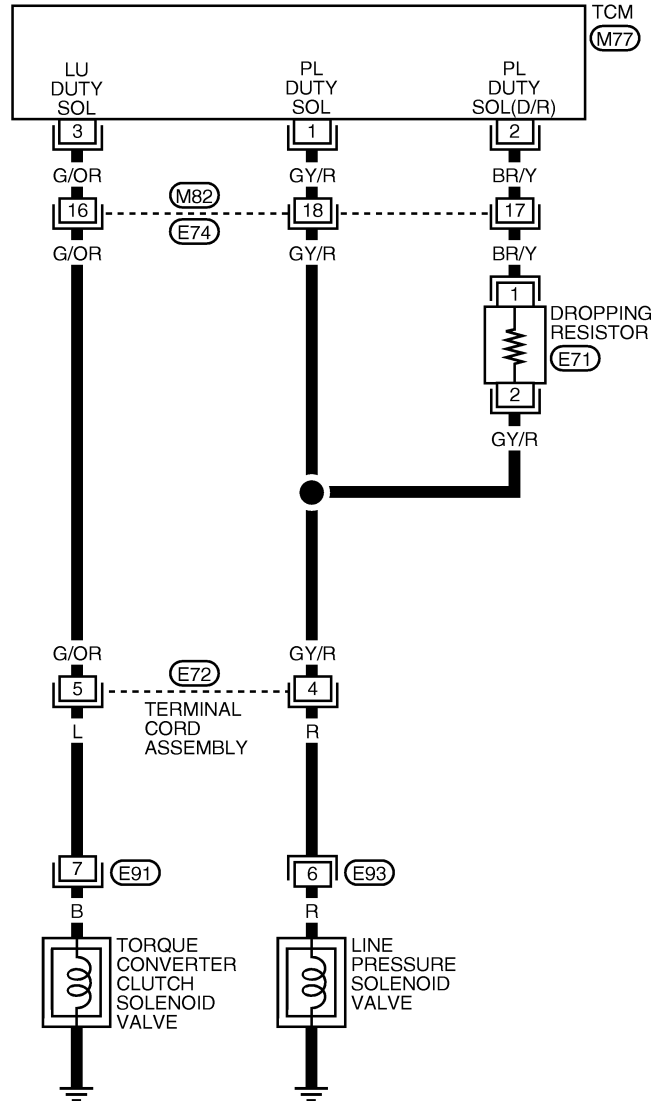 TCM
M77
LU
DUTY
SOL
PL
DUTY
SOL
PL
DUTY
SOL(D/R)
3
1
2
G/OR
GY/R
BR/Y
M82
16
18
17
E74
G/OR
GY/R
BR/Y
1
DROPPING
RESISTOR
E71
2
GY/R
G/OR
GY/R
E72
5
4
TERMINAL
CORD
ASSEMBLY
L
R
7
E91
6
E93
B
R
TORQUE
CONVERTER
CLUTCH
SOLENOID
VALVE
LINE
PRESSURE
SOLENOID
VALVE